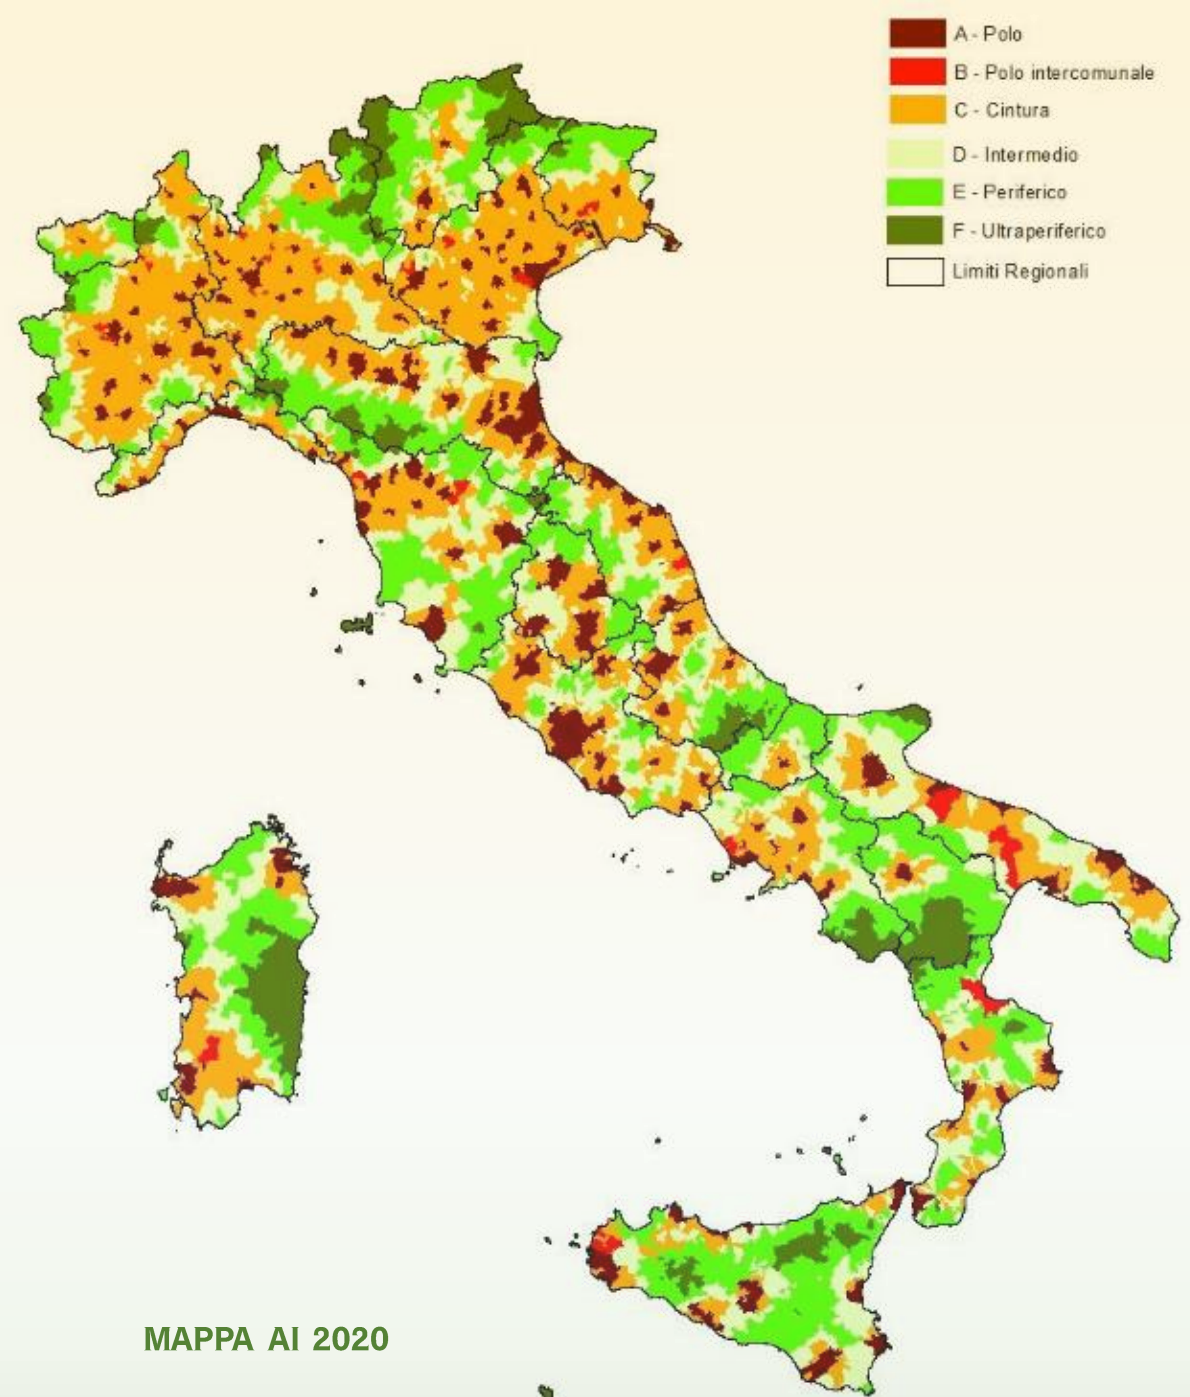 A - Polo
B - Polo intercomunale
C - Cintura
D - Intermedio
E - Periferico
F - Ultraperiferico
Limiti Regionali
MAPPA AI 2020